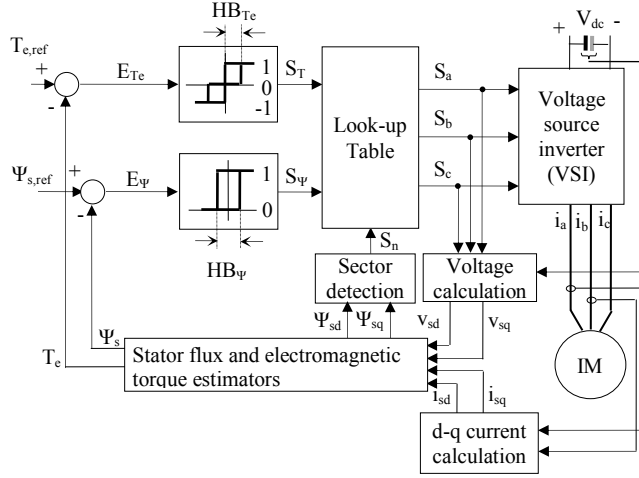 HB_Te
+ V_dc -
T_e,ref
+
-
E_Te
1
0
-1
S_T
Look-up
Table
S_a
S_b
S_c
Voltage
source
inverter
(VSI)
Ψ_s,ref
+
-
E_Ψ
1
0
S_Ψ
HB_Ψ
S_n
i_a
i_b
i_c
Sector
detection
Voltage
calculation
Ψ_sd
Ψ_sq
v_sd
v_sq
Ψ_s
T_e
Stator flux and electromagnetic
torque estimators
IM
i_sd
i_sq
d-q current
calculation